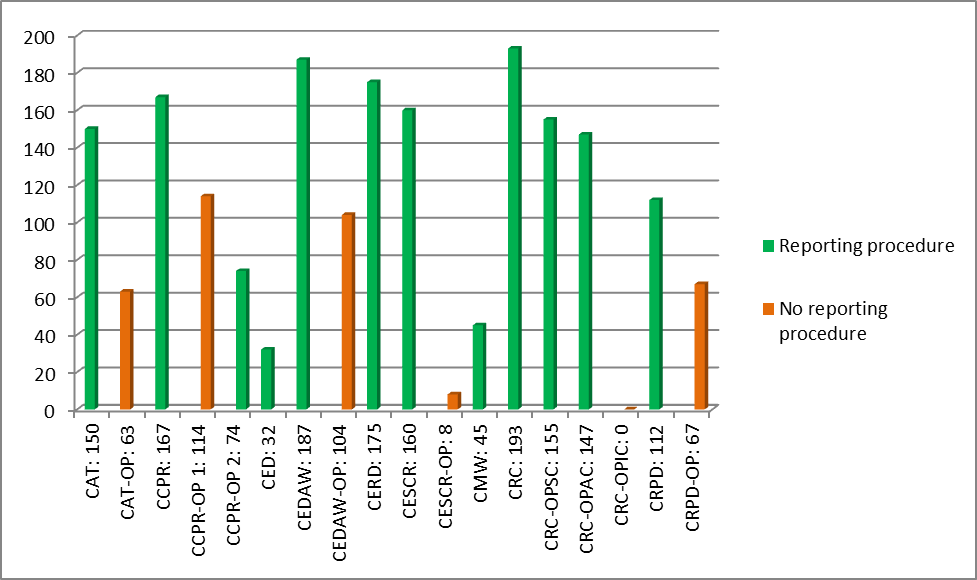 200
180
160
140
120
100
80
60
40
20
0
CAT: 150
CAT-OP: 63
CCPR: 167
CCPR-OP 1: 114
CCPR-OP 2: 74
CED: 32
CEDAW: 187
CEDAW-OP: 104
CERD: 175
CESCR: 160
CESCR-OP: 8
CMW: 45
CRC: 193
CRC-OPSC: 155
CRC-OPAC: 147
CRC-OPIC: 0
CRPD: 112
CRPD-OP: 67
Reporting procedure
No reporting
procedure